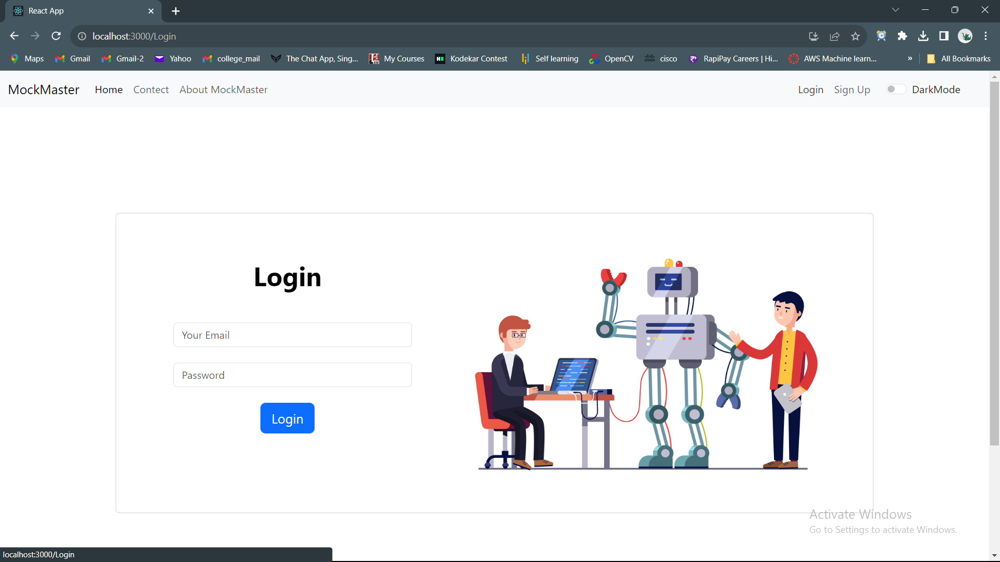 React App
localhost:3000/Login
Maps Gmail Gmail-2 Yahoo college_mail The Chat App, Sing... My Courses Kodekar Contest Self learning OpenCV cisco RapiPay Careers | Hi... AWS Machine learn... » All Bookmarks
MockMaster Home Contect About MockMaster Login Sign Up DarkMode
Login
Your Email
Password
Login
Activate Windows
Go to Settings to activate Windows.
localhost:3000/Login